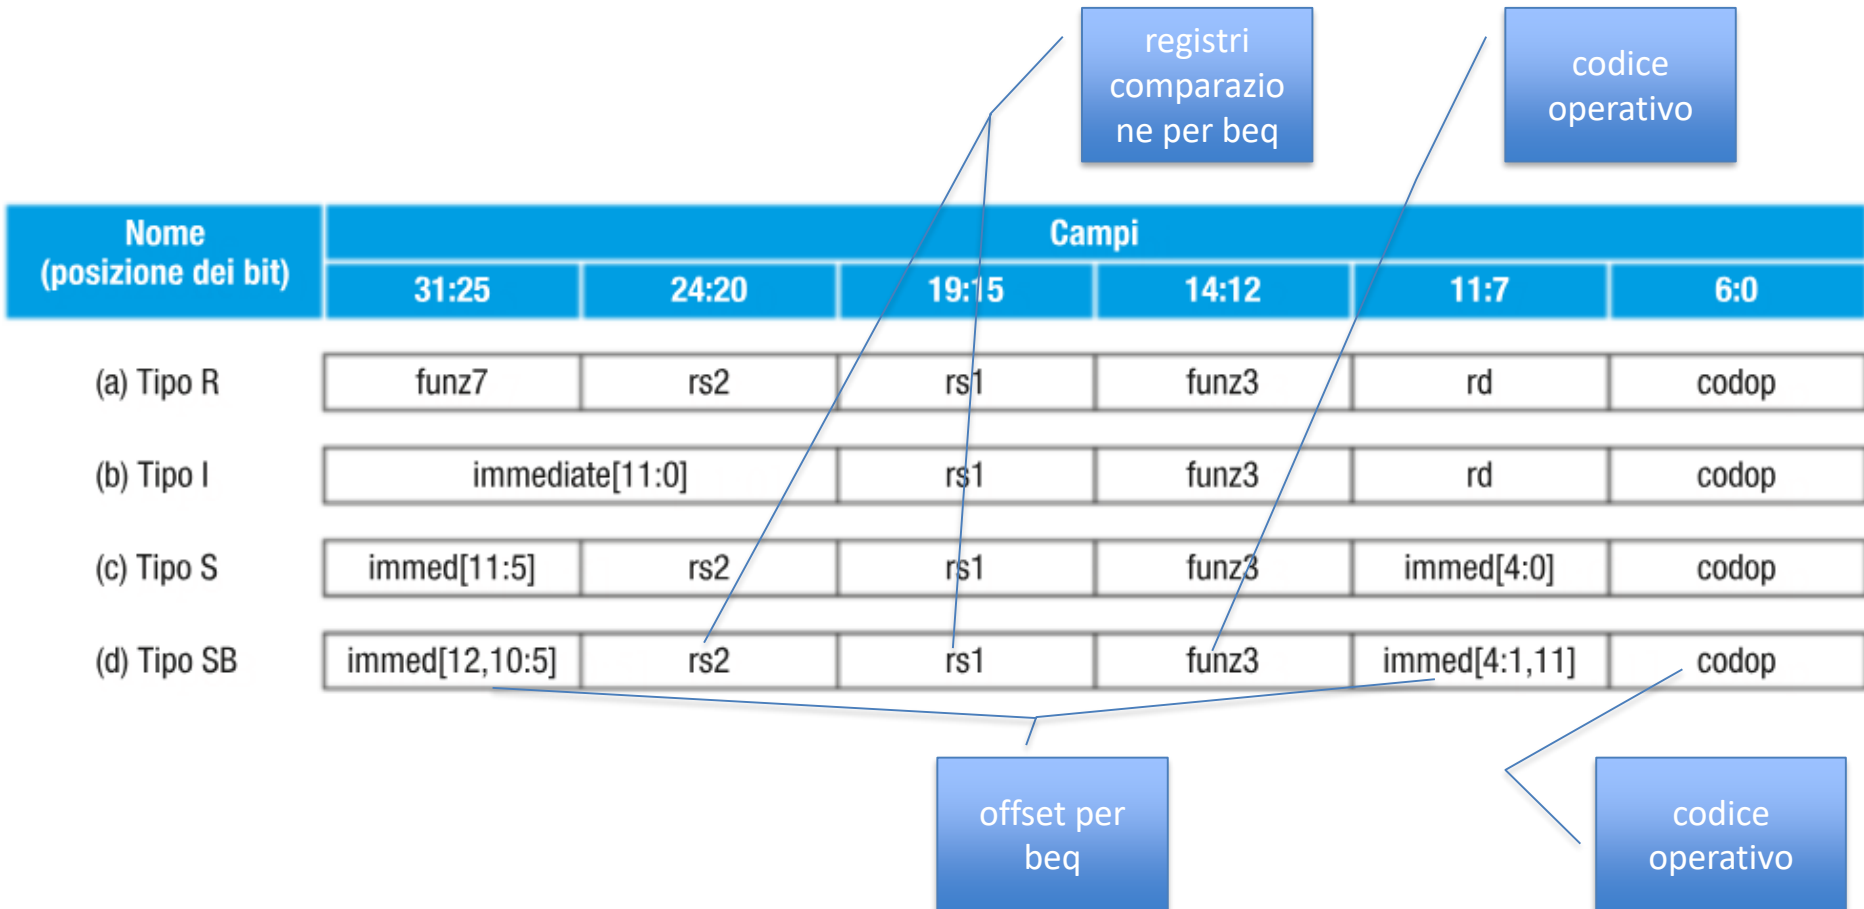 registri
comparazio
ne per beq
codice
operativo
Nome
(posizione dei bit)
Campi
31:25 24:20 19:15 14:12 11:7 6:0
(a) Tipo R funz7 rs2 rs1 funz3 rd codop
(b) Tipo I immediate[11:0] rs1 funz3 rd codop
(c) Tipo S immed[11:5] rs2 rs1 funz3 immed[4:0] codop
(d) Tipo SB immed[12,10:5] rs2 rs1 funz3 immed[4:1,11] codop
offset per
beq
codice
operativo